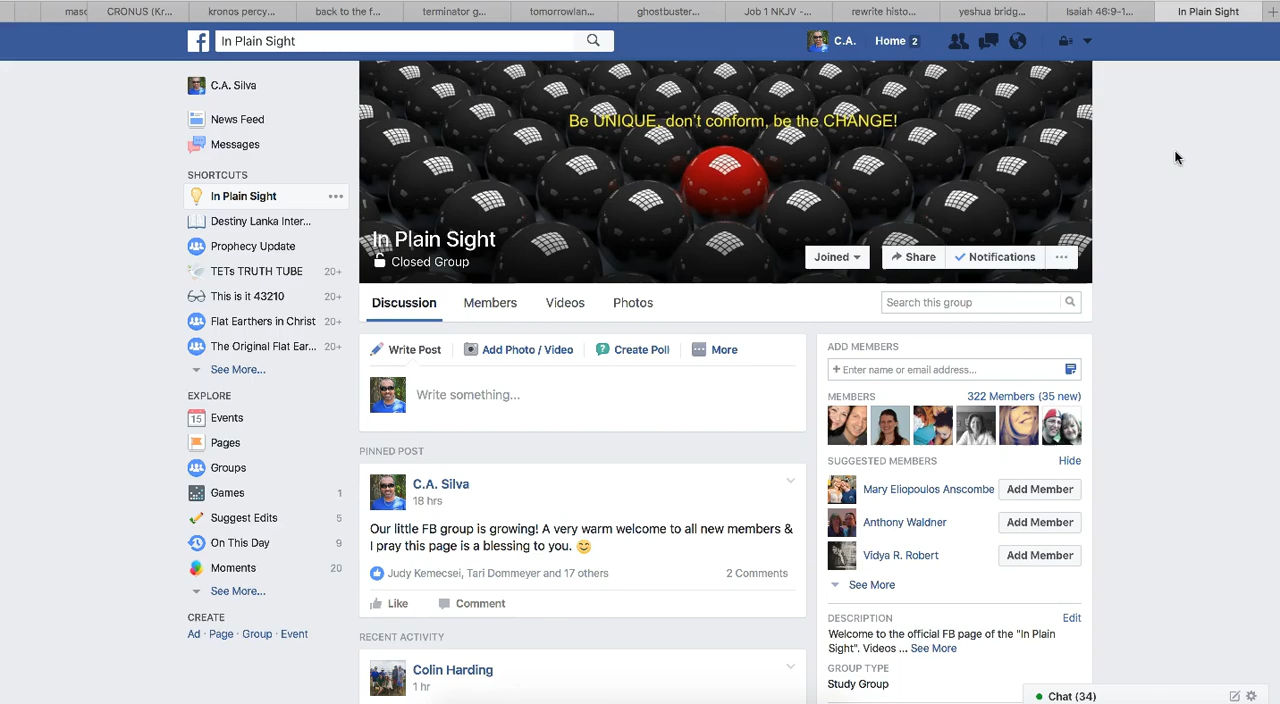 masc
CRONUS (Kr...
kronos percy...
back to the f...
terminator g...
tomorrowlan...
ghostbuster...
Job 1 NKJV -...
rewrite histo...
yeshua bridg...
Isaiah 46:9-1...
In Plain Sight
In Plain Sight
C.A.
Home 2
C.A. Silva
News Feed
Messages
SHORTCUTS
In Plain Sight
Destiny Lanka Inter...
Prophecy Update
TETs TRUTH TUBE 20+
This is it 43210 20+
Flat Earthers in Christ 20+
The Original Flat Ear... 20+
See More...
EXPLORE
15 Events
Pages
Groups
Games 1
Suggest Edits 5
On This Day 9
Moments 20
See More...
CREATE
Ad · Page · Group · Event
Be UNIQUE, don't conform, be the CHANGE!
In Plain Sight
Closed Group
Joined
Share
Notifications
Discussion
Members
Videos
Photos
Search this group
Write Post
Add Photo / Video
Create Poll
More
Write something...
PINNED POST
C.A. Silva
18 hrs
Our little FB group is growing! A very warm welcome to all new members &
I pray this page is a blessing to you. 😊
Judy Kemecsei, Tari Dommeyer and 17 others
2 Comments
Like
Comment
RECENT ACTIVITY
Colin Harding
1 hr
ADD MEMBERS
+ Enter name or email address...
MEMBERS
322 Members (35 new)
SUGGESTED MEMBERS
Hide
Mary Eliopoulos Anscombe
Add Member
Anthony Waldner
Add Member
Vidya R. Robert
Add Member
See More
DESCRIPTION
Edit
Welcome to the official FB page of the "In Plain
Sight". Videos ... See More
GROUP TYPE
Study Group
Chat (34)